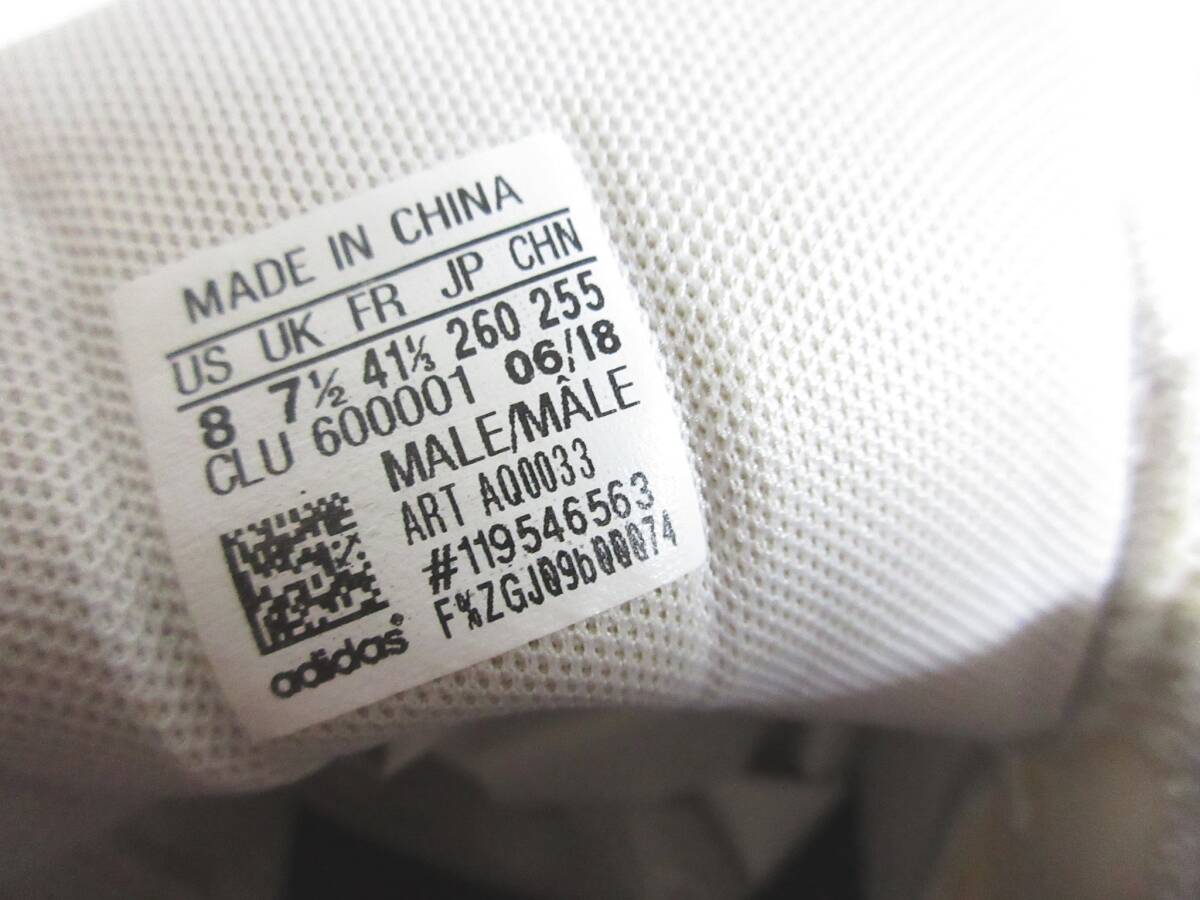 MADE IN CHINA
US UK FR JP CHN
8 7½ 41⅓ 260 255
CLU 600001 06/18
MALE/MÂLE
ART AQ0033
#119546563
F%ZGJ09b00074
adidas®